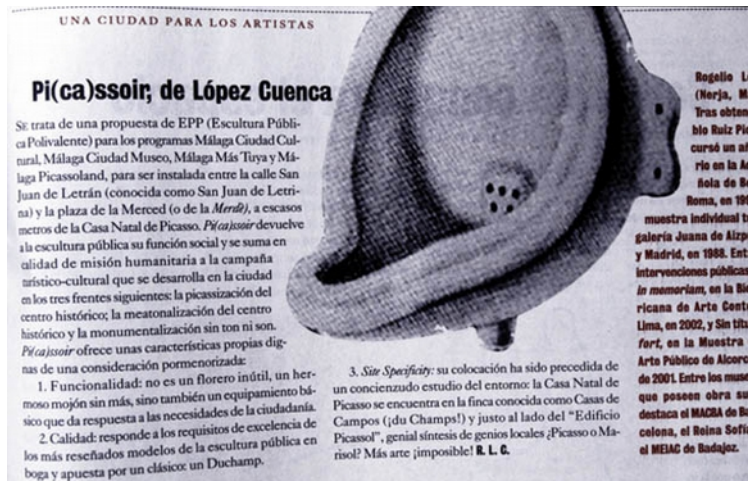 UNA CIUDAD PARA LOS ARTISTAS
Pi(ca)ssoir, de López Cuenca
SE trata de una propuesta de EPP (Escultura Públi-
ca Polivalente) para los programas Málaga Ciudad Cul-
tural, Málaga Ciudad Museo, Málaga Más Tuya y Má-
laga Picassoland, para ser instalada entre la calle San
Juan de Letrán (conocida como San Juan de Letri-
na) y la plaza de la Merced (o de la Merdè), a escasos
metros de la Casa Natal de Picasso. Pi(ca)ssoir devuelve
a la escultura pública su función social y se suma en
calidad de misión humanitaria a la campaña
turístico-cultural que se desarrolla en la ciudad
en los tres frentes siguientes: la picassización del
centro histórico; la meatonalización del centro
histórico y la monumentalización sin ton ni son.
Pi(ca)ssoir ofrece unas características propias dig-
nas de una consideración pormenorizada:
1. Funcionalidad: no es un florero inútil, un her-
moso mojón sin más, sino también un equipamiento bá-
sico que da respuesta a las necesidades de la ciudadanía.
2. Calidad: responde a los requisitos de excelencia de
los más reseñados modelos de la escultura pública en
boga y apuesta por un clásico: un Duchamp.
3. Site Specificity: su colocación ha sido precedida de
un concienzudo estudio del entorno: la Casa Natal de
Picasso se encuentra en la finca conocida como Casas de
Campos (¡du Champs!) y justo al lado del "Edificio
Picassol", genial síntesis de genios locales ¿Picasso o Ma-
risol? Más arte ¡imposible! R. L. C.
Rogelio L
(Nerja, M
Tras obten
blo Ruiz Pi
cursó un añ
rio en la Ac
ñola de B
Roma, en 19
muestra individual
galería Juana de Aizp
y Madrid, en 1988. Ent
intervenciones públicas
in memoriam, en la Bi
ricana de Arte Cont
Lima, en 2002, y Sin tít
fort, en la Muestra
Arte Público de Alcorc
de 2001. Entre los muse
que poseen obra su
destaca el MACBA de Ba
celona, el Reina Sofí
el MEIAC de Badajoz.